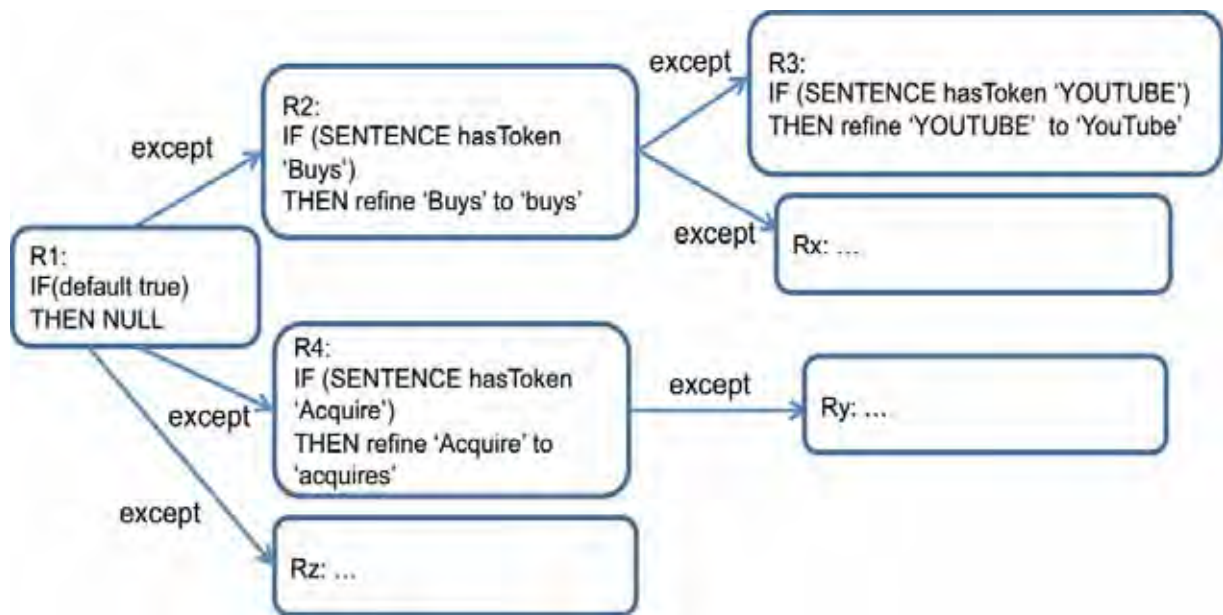 R1:
IF(default true)
THEN NULL
except
R2:
IF (SENTENCE hasToken
‘Buys’)
THEN refine ‘Buys’ to ‘buys’
except
R3:
IF (SENTENCE hasToken ‘YOUTUBE’)
THEN refine ‘YOUTUBE’ to ‘YouTube’
except
Rx: …
except
R4:
IF (SENTENCE hasToken
‘Acquire’)
THEN refine ‘Acquire’ to
‘acquires’
except
Ry: …
except
Rz: …